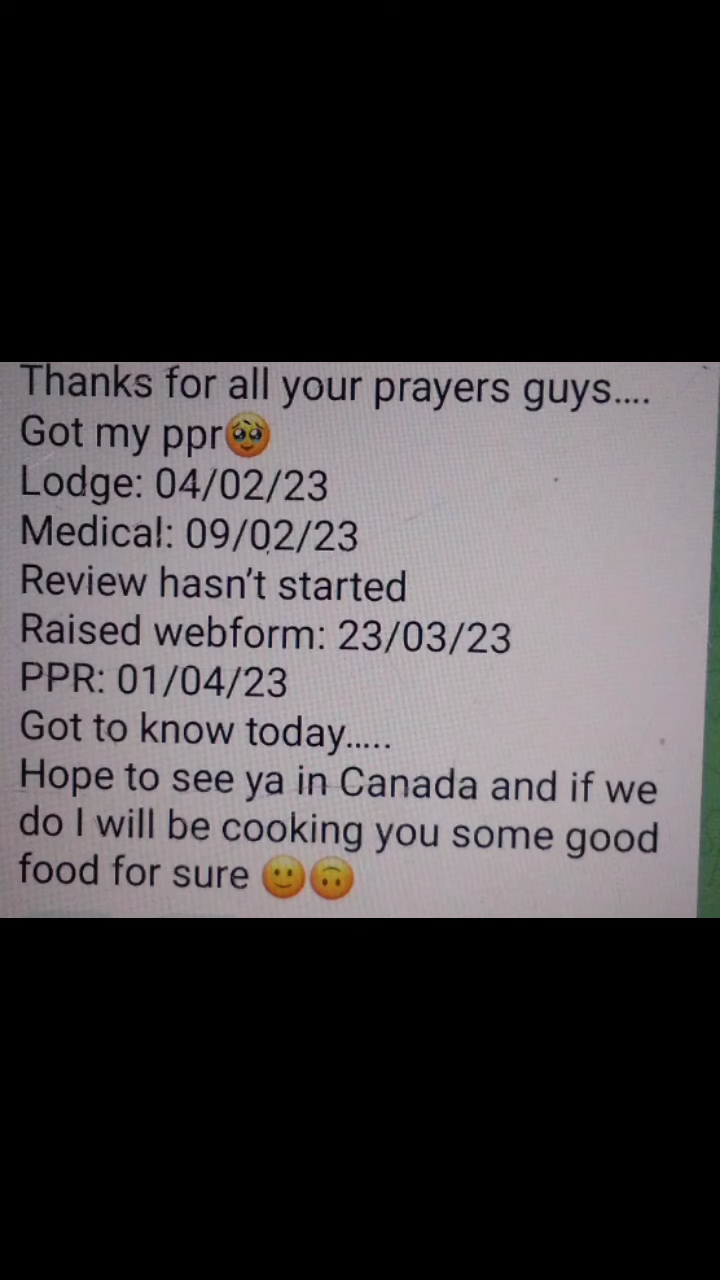 Thanks for all your prayers guys....
Got my ppr🥹
Lodge: 04/02/23
Medical: 09/02/23
Review hasn't started
Raised webform: 23/03/23
PPR: 01/04/23
Got to know today.....
Hope to see ya in Canada and if we
do I will be cooking you some good
food for sure 🙂🙃